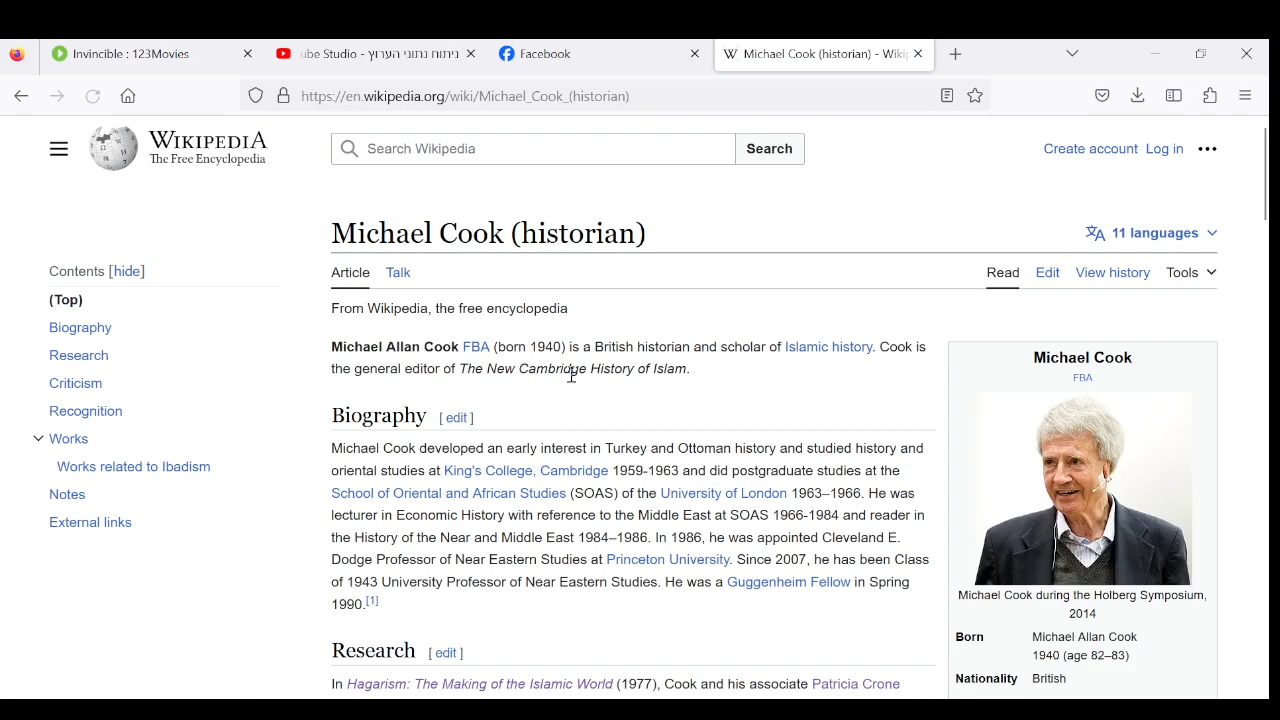 Invincible : 123Movies
ube Studio - ניתוח נתוני הערוץ
Facebook
Michael Cook (historian) - Wikip
https://en.wikipedia.org/wiki/Michael_Cook_(historian)
WIKIPEDIA
The Free Encyclopedia
Search Wikipedia
Search
Create account Log in
Michael Cook (historian)
11 languages
Contents [hide]
(Top)
Biography
Research
Criticism
Recognition
Works
Works related to Ibadism
Notes
External links
Article Talk
Read Edit View history Tools
From Wikipedia, the free encyclopedia
Michael Allan Cook FBA (born 1940) is a British historian and scholar of Islamic history. Cook is
the general editor of The New Cambridge History of Islam.
Biography [ edit ]
Michael Cook developed an early interest in Turkey and Ottoman history and studied history and
oriental studies at King's College, Cambridge 1959-1963 and did postgraduate studies at the
School of Oriental and African Studies (SOAS) of the University of London 1963–1966. He was
lecturer in Economic History with reference to the Middle East at SOAS 1966-1984 and reader in
the History of the Near and Middle East 1984–1986. In 1986, he was appointed Cleveland E.
Dodge Professor of Near Eastern Studies at Princeton University. Since 2007, he has been Class
of 1943 University Professor of Near Eastern Studies. He was a Guggenheim Fellow in Spring
1990.[1]
Research [ edit ]
In Hagarism: The Making of the Islamic World (1977), Cook and his associate Patricia Crone
Michael Cook
FBA
Michael Cook during the Holberg Symposium,
2014
Born Michael Allan Cook
1940 (age 82–83)
Nationality British